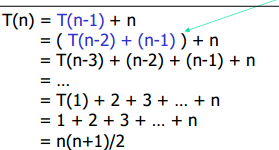 T(n) = T(n-1) + n
= ( T(n-2) + (n-1) ) + n
= T(n-3) + (n-2) + (n-1) + n
= ...
= T(1) + 2 + 3 + ... + n
= 1 + 2 + 3 + ... + n
= n(n+1)/2